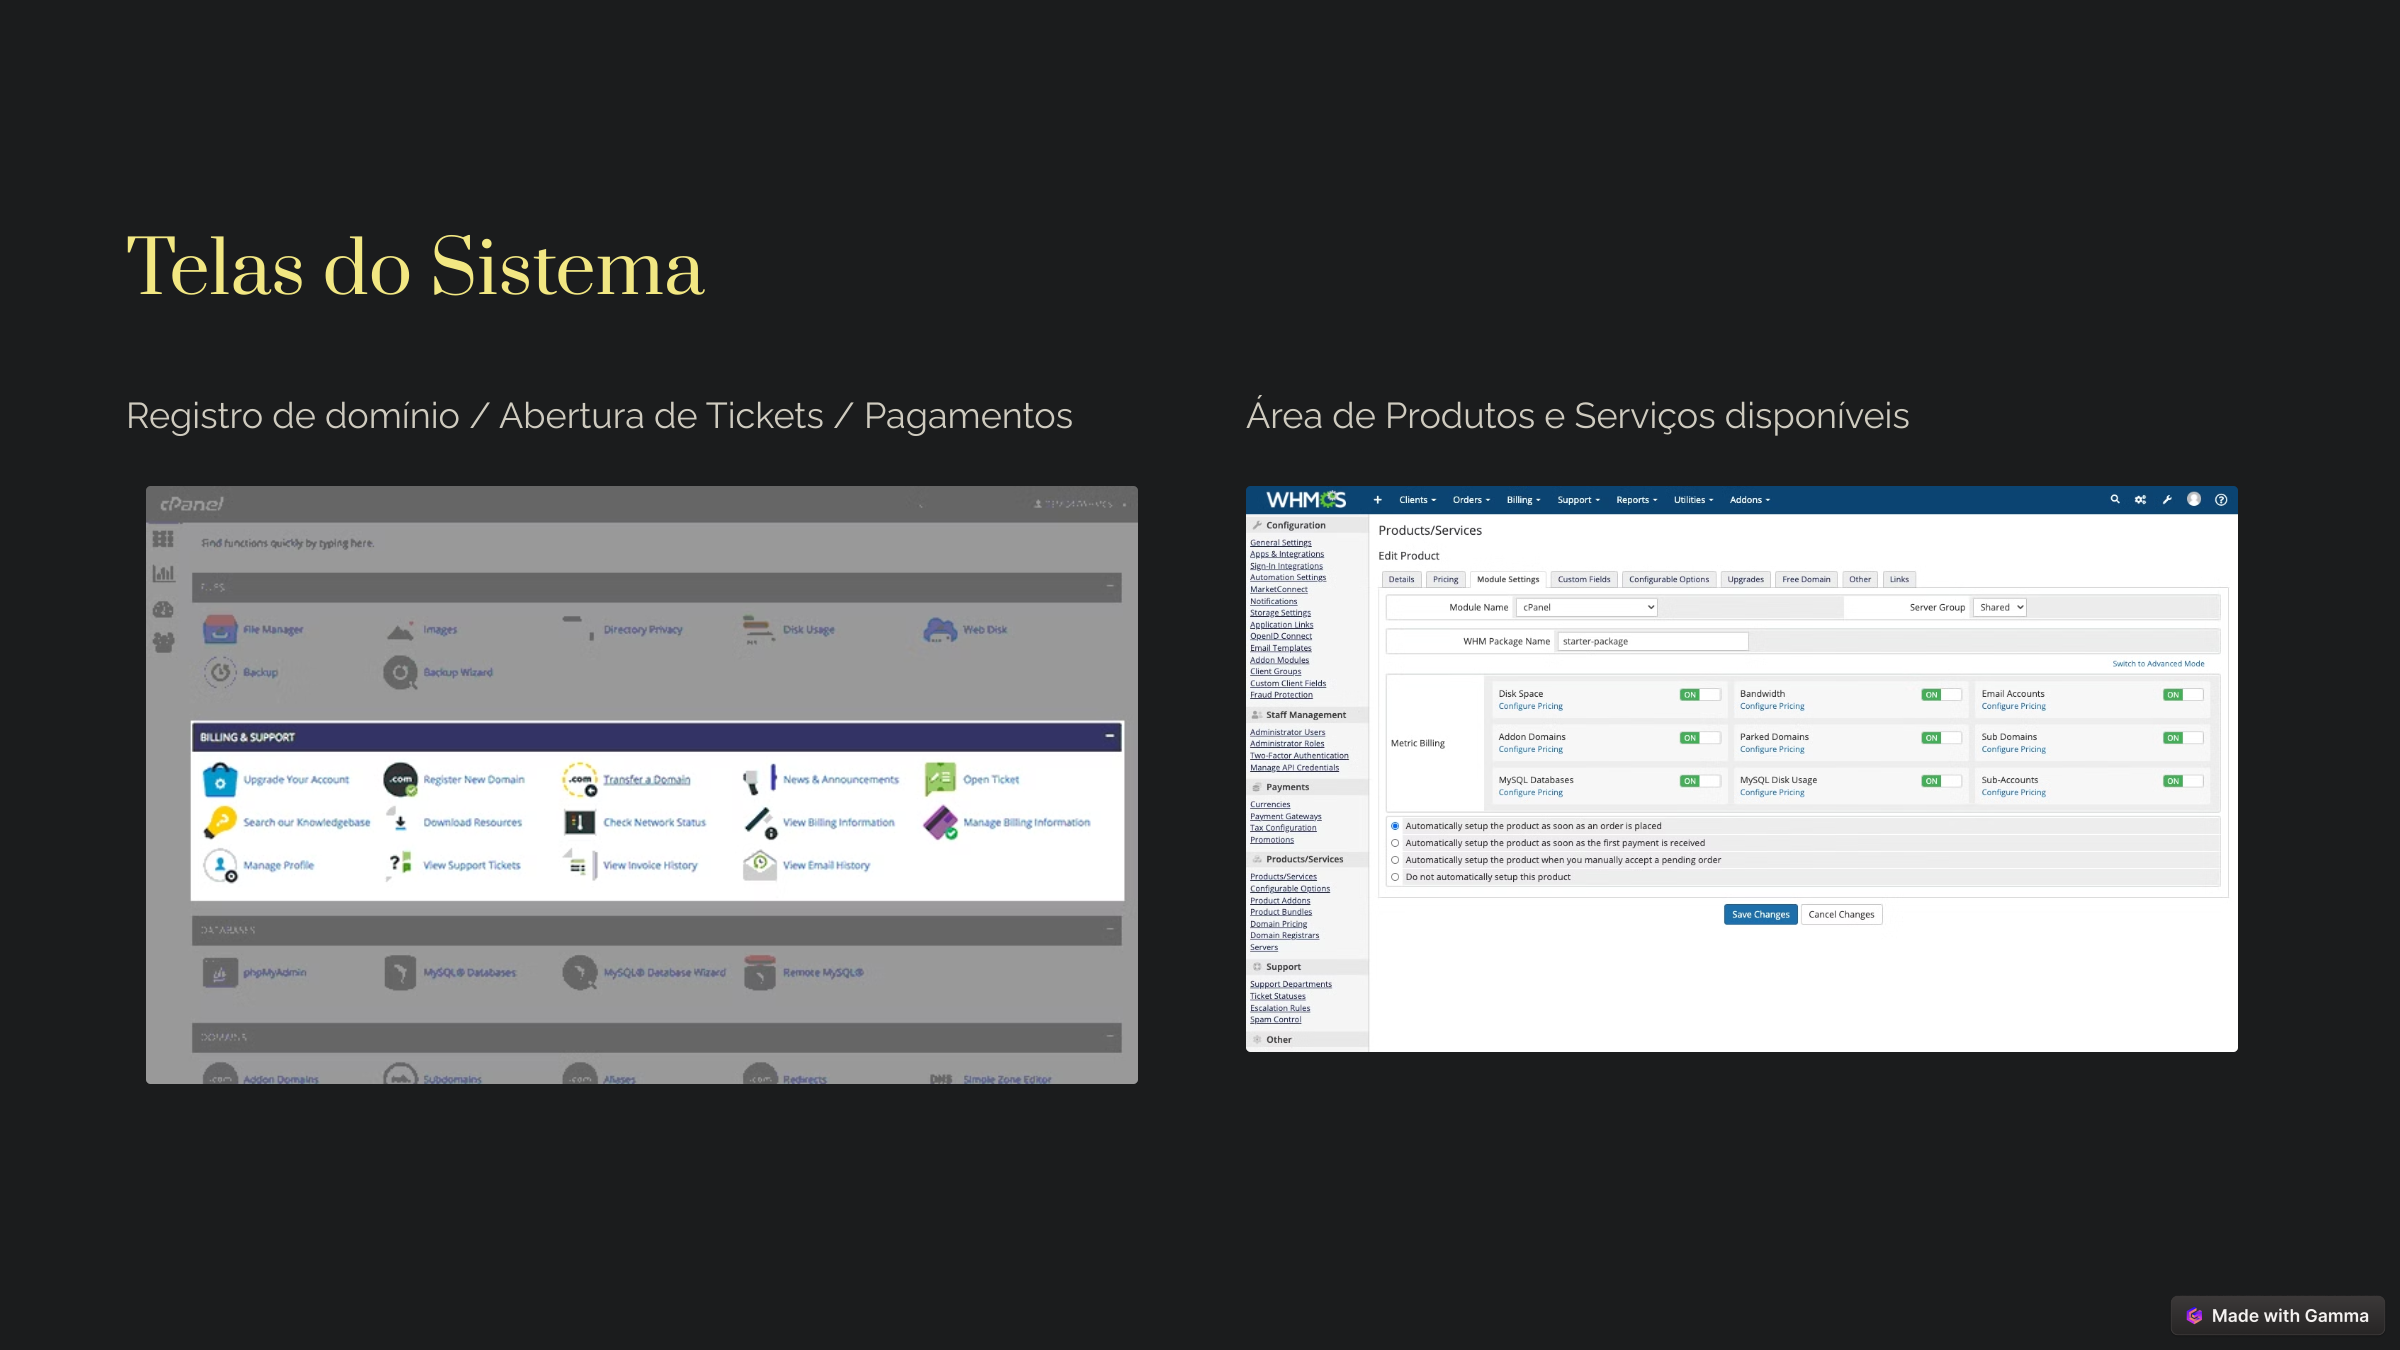 Telas do Sistema
Registro de domínio / Abertura de Tickets / Pagamentos
cPanel
Find functions quickly by typing here.
File Manager
Images
Directory Privacy
Disk Usage
Web Disk
Backup
Backup Wizard
BILLING & SUPPORT
Upgrade Your Account
Register New Domain
Transfer a Domain
News & Announcements
Open Ticket
Search our Knowledgebase
Download Resources
Check Network Status
View Billing Information
Manage Billing Information
Manage Profile
View Support Tickets
View Invoice History
View Email History
DATABASES
phpMyAdmin
MySQL® Databases
MySQL® Database Wizard
Remote MySQL®
DOMAINS
Addon Domains
Subdomains
Aliases
Redirects
Simple Zone Editor
Área de Produtos e Serviços disponíveis
WHMCS
Clients
Orders
Billing
Support
Reports
Utilities
Addons
Configuration
General Settings
Apps & Integrations
Sign-In Integrations
Automation Settings
MarketConnect
Notifications
Storage Settings
Application Links
OpenID Connect
Email Templates
Addon Modules
Client Groups
Custom Client Fields
Fraud Protection
Staff Management
Administrator Users
Administrator Roles
Two-Factor Authentication
Manage API Credentials
Payments
Currencies
Payment Gateways
Tax Configuration
Promotions
Products/Services
Products/Services
Configurable Options
Product Addons
Product Bundles
Domain Pricing
Domain Registrars
Servers
Support
Support Departments
Ticket Statuses
Escalation Rules
Spam Control
Other
Products/Services
Edit Product
Details
Pricing
Module Settings
Custom Fields
Configurable Options
Upgrades
Free Domain
Other
Links
Module Name
cPanel
Server Group
Shared
WHM Package Name
starter-package
Switch to Advanced Mode
Metric Billing
Disk Space
ON
Configure Pricing
Bandwidth
ON
Configure Pricing
Email Accounts
ON
Configure Pricing
Addon Domains
ON
Configure Pricing
Parked Domains
ON
Configure Pricing
Sub Domains
ON
Configure Pricing
MySQL Databases
ON
Configure Pricing
MySQL Disk Usage
ON
Configure Pricing
Sub-Accounts
ON
Configure Pricing
Automatically setup the product as soon as an order is placed
Automatically setup the product as soon as the first payment is received
Automatically setup the product when you manually accept a pending order
Do not automatically setup this product
Save Changes
Cancel Changes
Made with Gamma